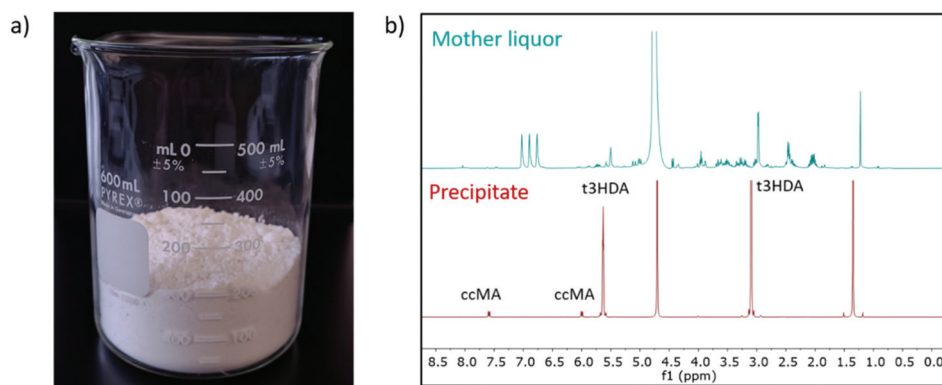 a)
mL 0 500 mL
±5% ±5%
600 mL
PYREX®
100 400
200 300
200
100
b)
Mother liquor
Precipitate
t3HDA t3HDA
ccMA ccMA
8.5 8.0 7.5 7.0 6.5 6.0 5.5 5.0 4.5 4.0 3.5 3.0 2.5 2.0 1.5 1.0 0.5 0.0
f1 (ppm)